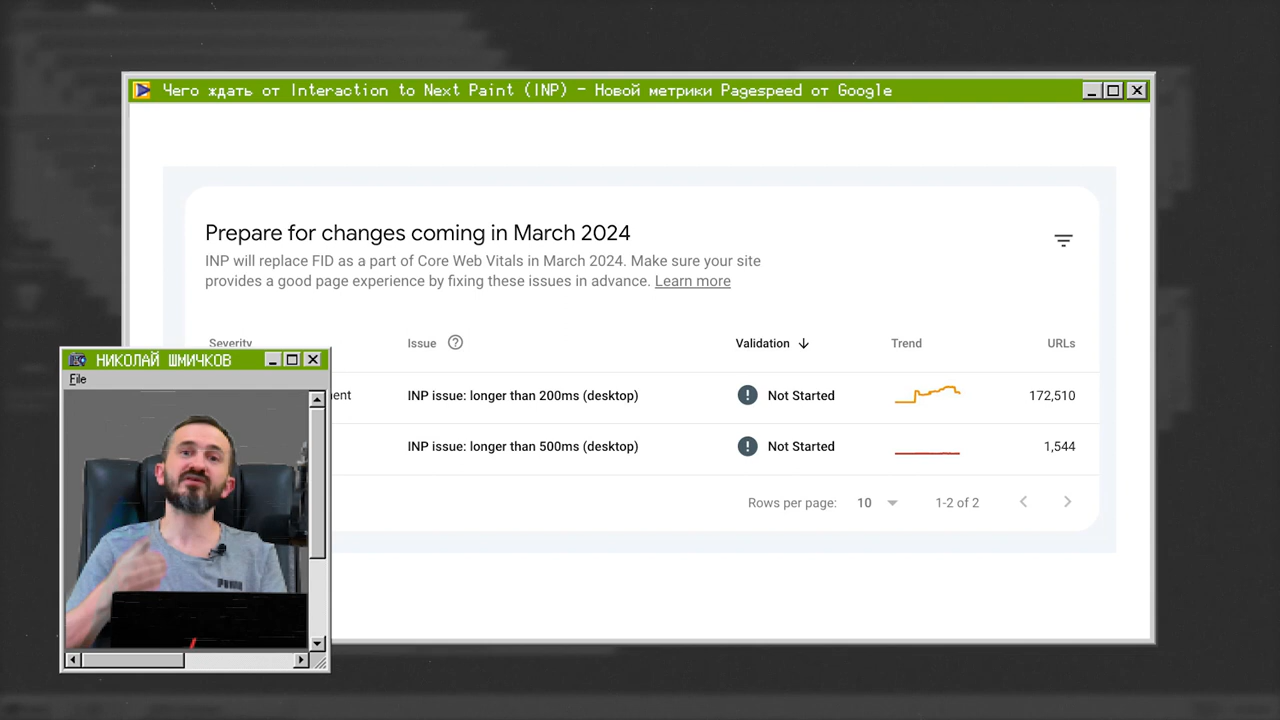 Чего ждать от Interaction to Next Paint (INP) - Новой метрики Pagespeed от Google
Prepare for changes coming in March 2024
INP will replace FID as a part of Core Web Vitals in March 2024. Make sure your site
provides a good page experience by fixing these issues in advance. Learn more
Severity Issue Validation Trend URLs
ment INP issue: longer than 200ms (desktop) Not Started 172,510
INP issue: longer than 500ms (desktop) Not Started 1,544
Rows per page: 10 1-2 of 2
НИКОЛАЙ ШМИЧКОВ
File